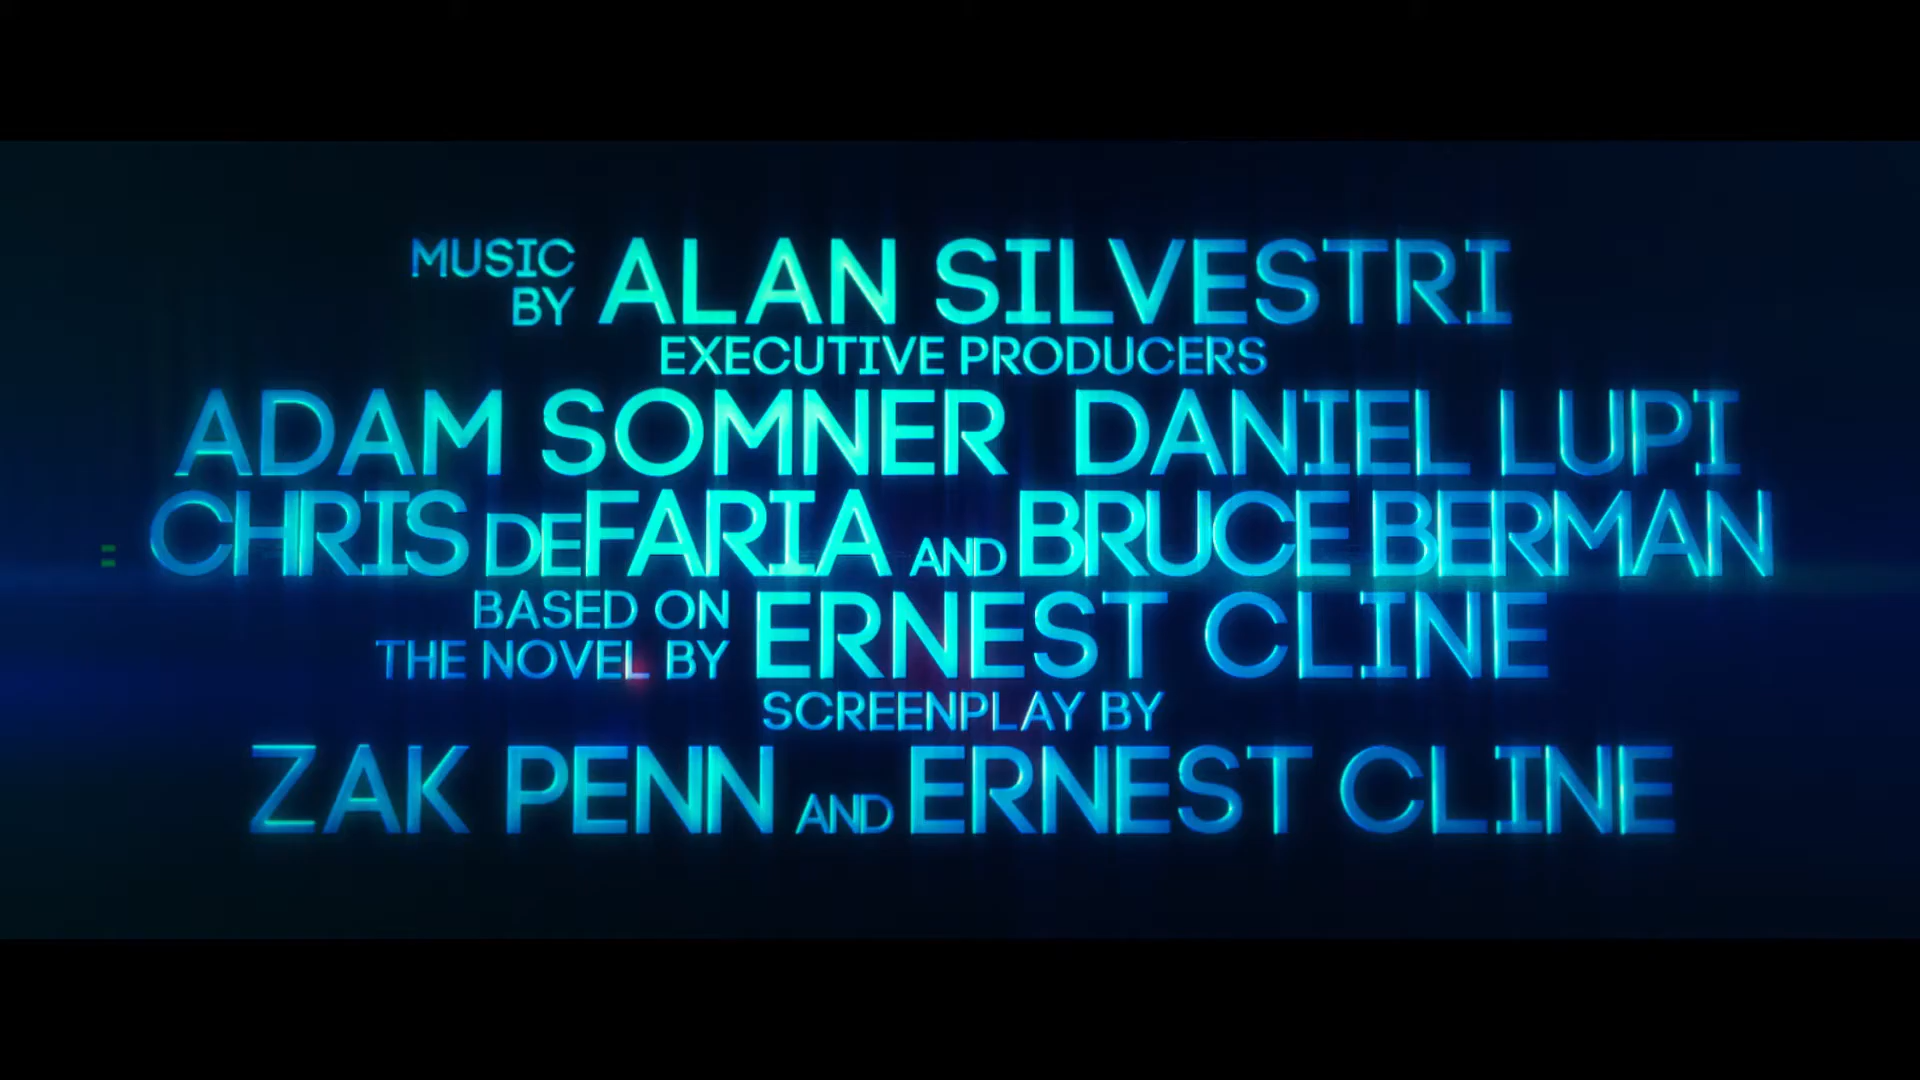 MUSIC BY ALAN SILVESTRI
EXECUTIVE PRODUCERS
ADAM SOMNER DANIEL LUPI
CHRIS DEFARIA AND BRUCE BERMAN
BASED ON THE NOVEL BY ERNEST CLINE
SCREENPLAY BY
ZAK PENN AND ERNEST CLINE